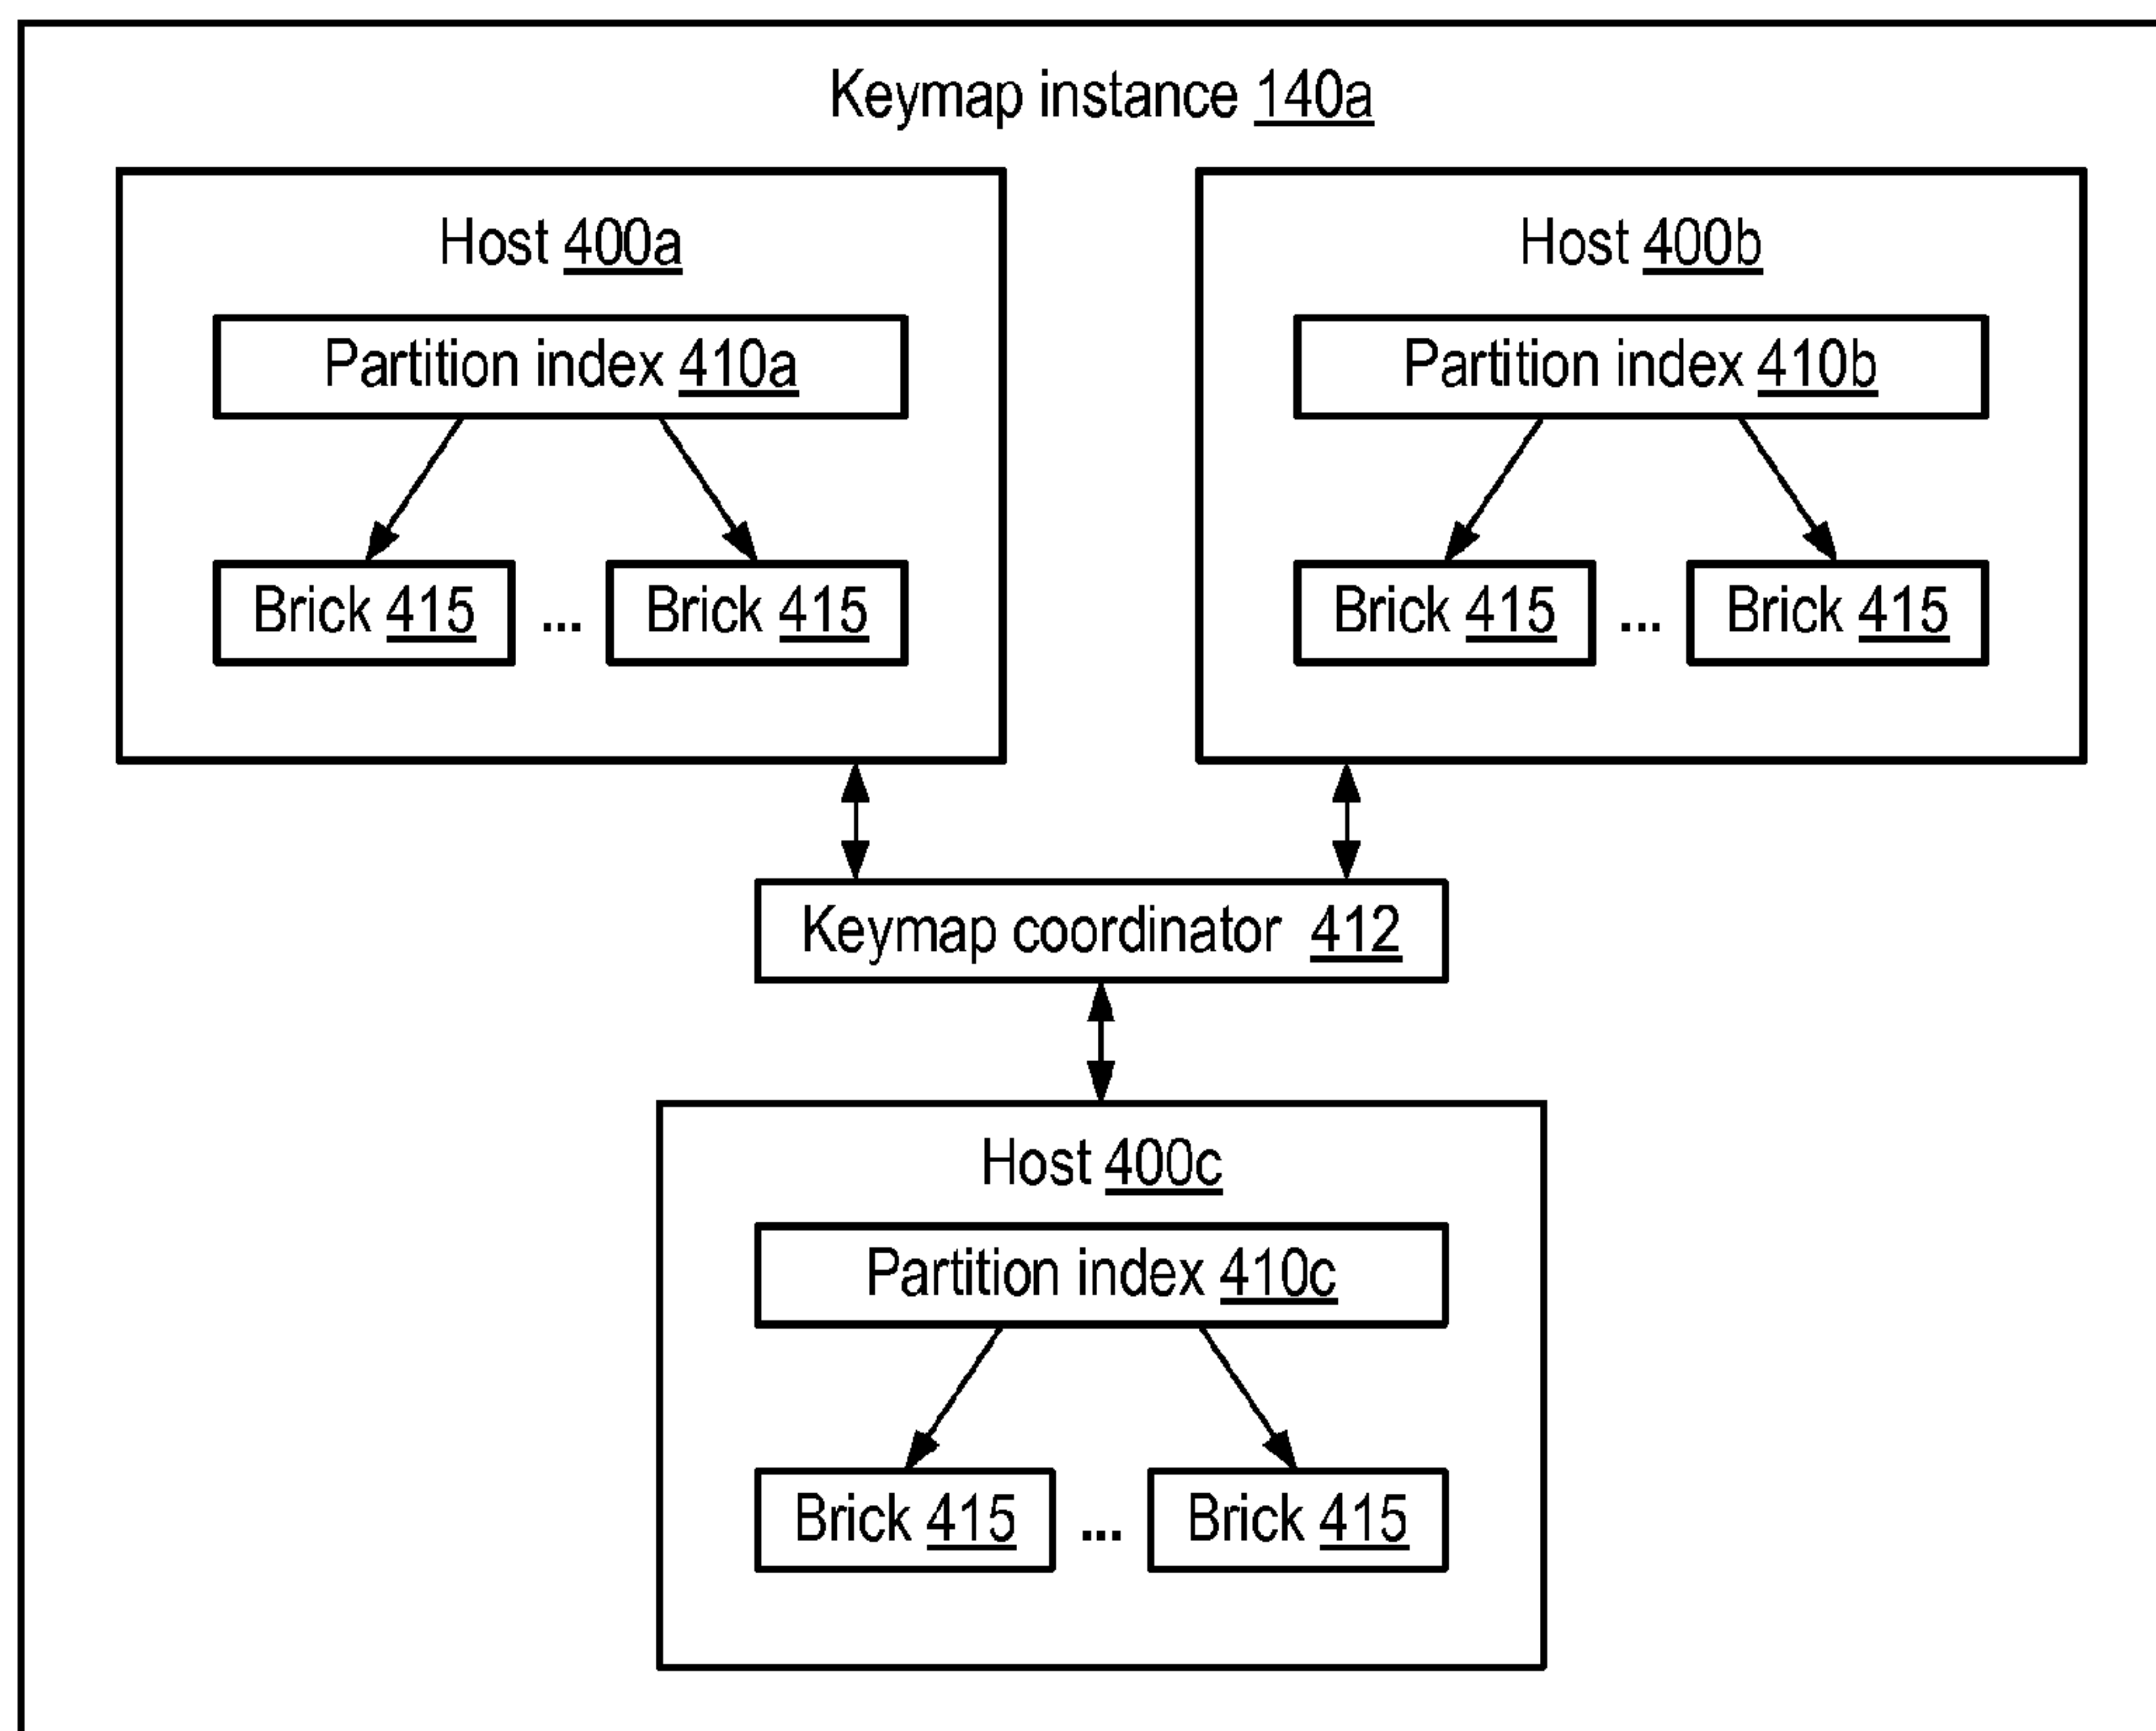 Keymap instance 140a
Host 400a
Partition index 410a
Brick 415 ... Brick 415
Host 400b
Partition index 410b
Brick 415 ... Brick 415
Keymap coordinator 412
Host 400c
Partition index 410c
Brick 415 ... Brick 415